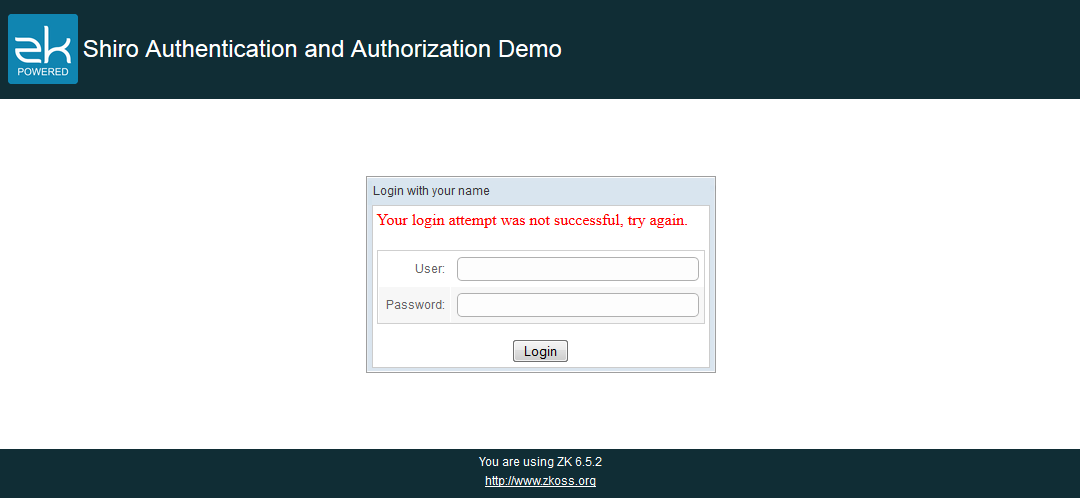 zk
POWERED
Shiro Authentication and Authorization Demo
Login with your name
Your login attempt was not successful, try again.
User:
Password:
Login
You are using ZK 6.5.2
http://www.zkoss.org